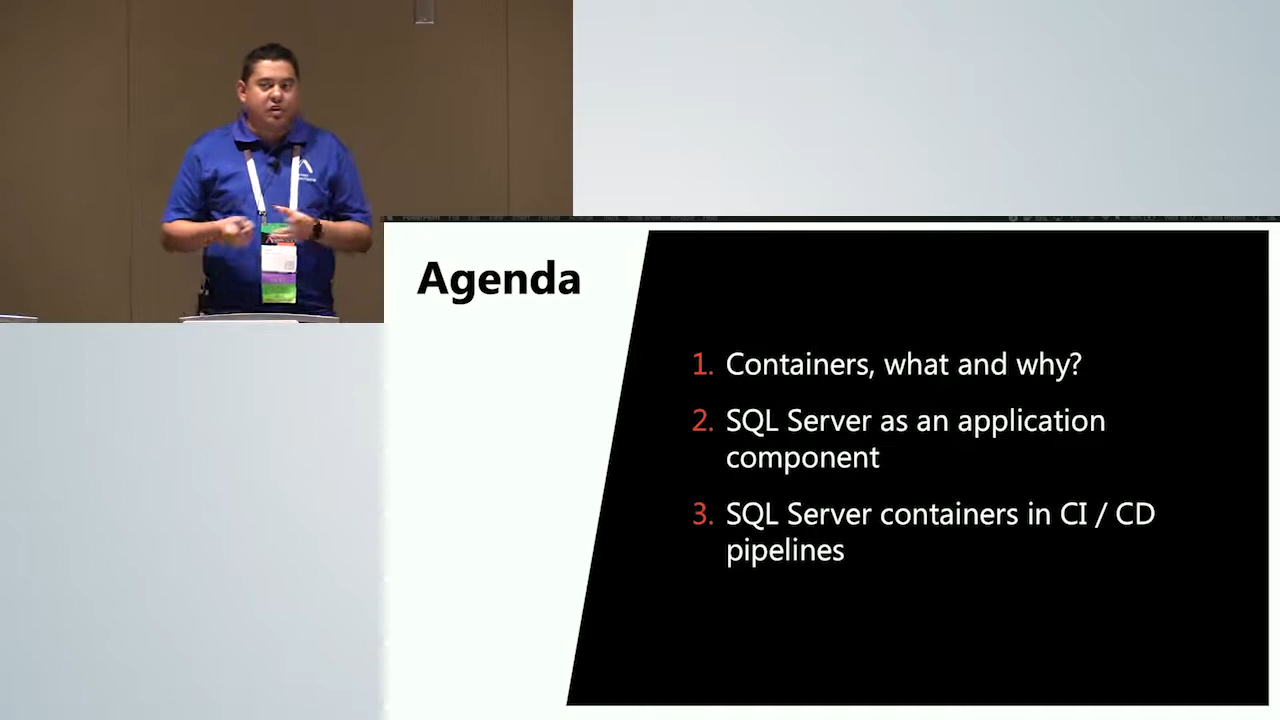 Agenda
1. Containers, what and why?
2. SQL Server as an application
component
3. SQL Server containers in CI / CD
pipelines